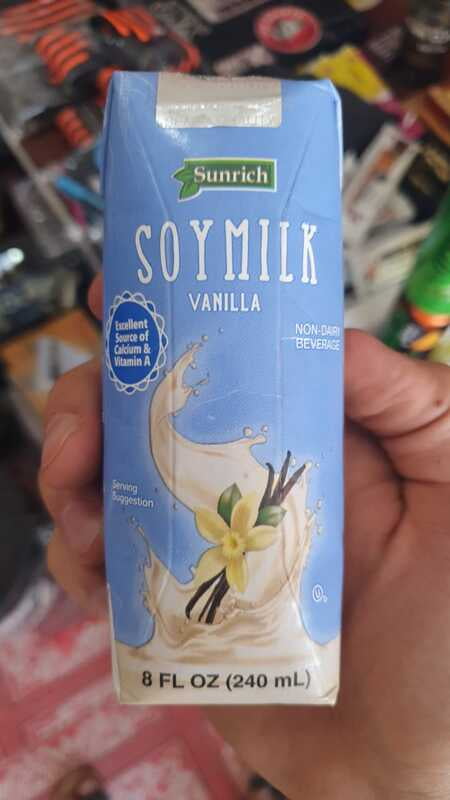 Sunrich
SOYMILK
VANILLA
Excellent
Source of
Calcium &
Vitamin A
NON-DAIRY
BEVERAGE
Serving
Suggestion
8 FL OZ (240 mL)